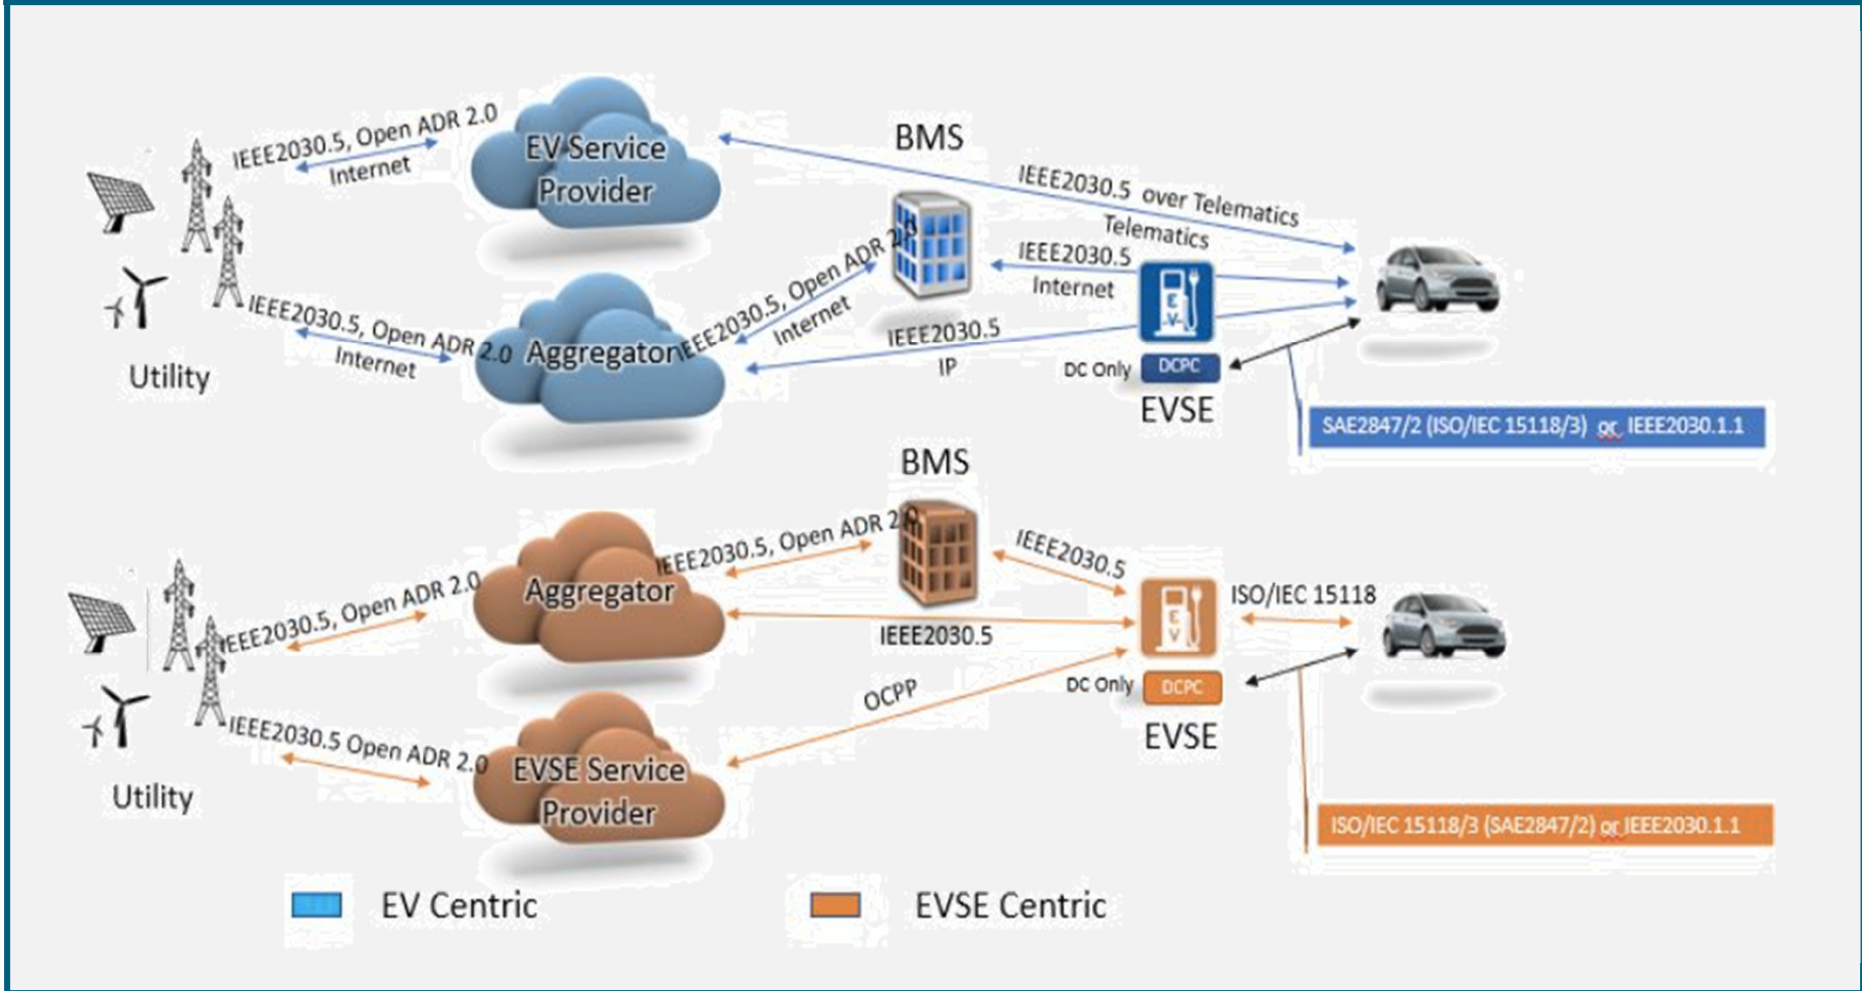 IEEE2030.5, Open ADR 2.0
Internet
EV Service
Provider
BMS
IEEE2030.5 over Telematics
Telematics
IEEE2030.5
Internet
IEEE2030.5, Open ADR 2.0
Internet
Utility
Aggregator
IEEE2030.5, Open ADR 2.0
Internet
IEEE2030.5
IP
E
V
DC Only
DCPC
EVSE
SAE2847/2 (ISO/IEC 15118/3) or IEEE2030.1.1
BMS
IEEE2030.5, Open ADR 2.0
Aggregator
IEEE2030.5, Open ADR 2.0
IEEE2030.5
IEEE2030.5
E
V
ISO/IEC 15118
DC Only
DCPC
EVSE
OCPP
IEEE2030.5 Open ADR 2.0
Utility
EVSE Service
Provider
ISO/IEC 15118/3 (SAE2847/2) or IEEE2030.1.1
EV Centric
EVSE Centric